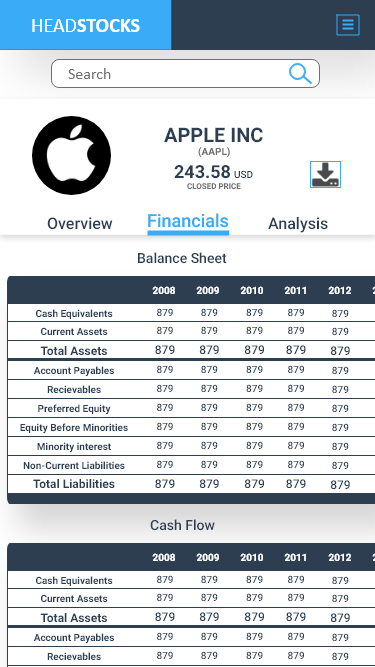 HEADSTOCKS
Search
APPLE INC
(AAPL)
243.58 USD
CLOSED PRICE
Overview Financials Analysis
Balance Sheet
2008 2009 2010 2011 2012
Cash Equivalents 879 879 879 879 879
Current Assets 879 879 879 879 879
Total Assets 879 879 879 879 879
Account Payables 879 879 879 879 879
Recievables 879 879 879 879 879
Preferred Equity 879 879 879 879 879
Equity Before Minorities 879 879 879 879 879
Minority interest 879 879 879 879 879
Non-Current Liabilities 879 879 879 879 879
Total Liabilities 879 879 879 879 879
Cash Flow
2008 2009 2010 2011 2012
Cash Equivalents 879 879 879 879 879
Current Assets 879 879 879 879 879
Total Assets 879 879 879 879 879
Account Payables 879 879 879 879 879
Recievables 879 879 879 879 879